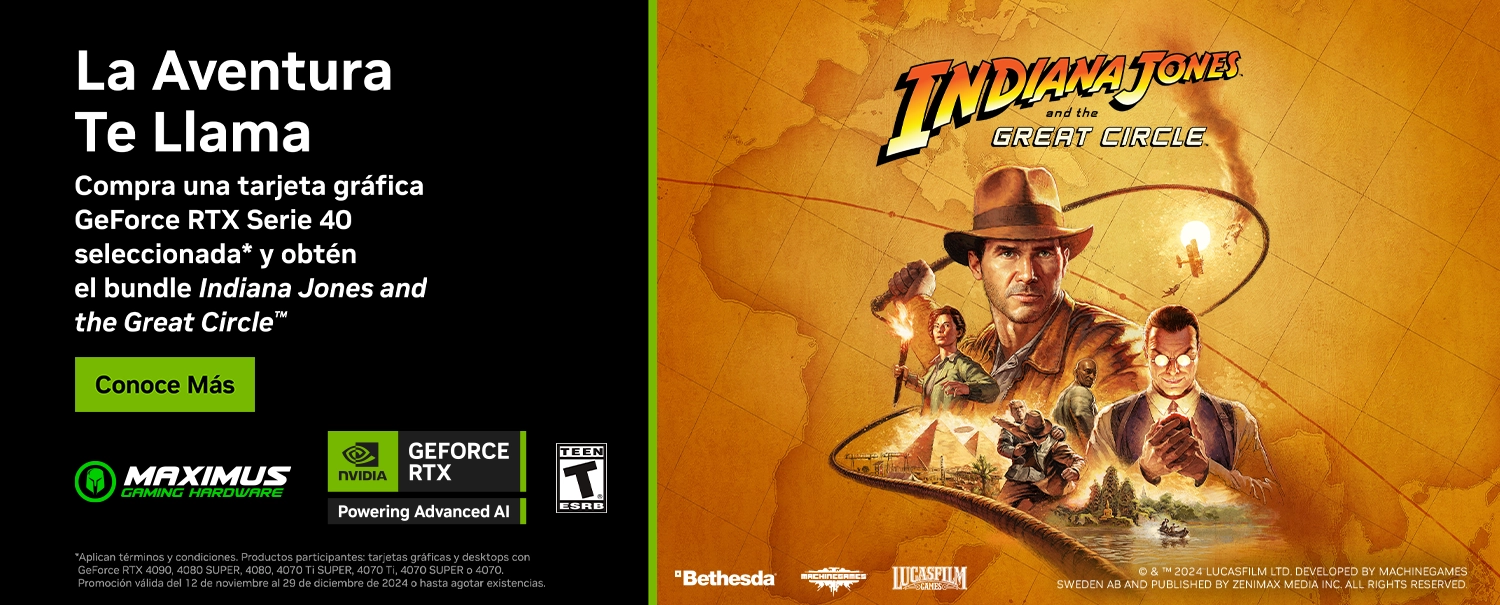 La Aventura
Te Llama
Compra una tarjeta gráfica
GeForce RTX Serie 40
seleccionada* y obtén
el bundle Indiana Jones and
the Great Circle™
Conoce Más
MAXIMUS
GAMING HARDWARE
NVIDIA
GEFORCE
RTX
Powering Advanced AI
TEEN
T
ESRB
*Aplican términos y condiciones. Productos participantes: tarjetas gráficas y desktops con
GeForce RTX 4090, 4080 SUPER, 4080, 4070 Ti SUPER, 4070 Ti, 4070 SUPER o 4070.
Promoción válida del 12 de noviembre al 29 de diciembre de 2024 o hasta agotar existencias.
INDIANA JONES
and the
GREAT CIRCLE™
Bethesda
MACHINEGAMES
LUCASFILM
GAMES
© & ™ 2024 LUCASFILM LTD. DEVELOPED BY MACHINEGAMES
SWEDEN AB AND PUBLISHED BY ZENIMAX MEDIA INC. ALL RIGHTS RESERVED.